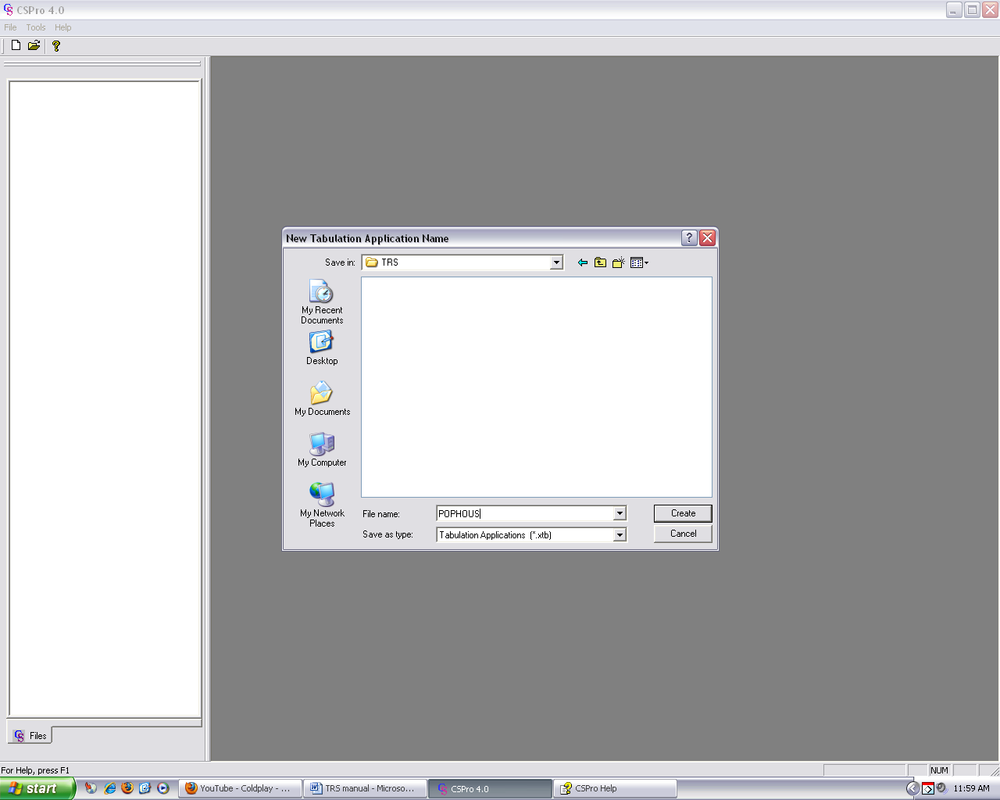 CSPro 4.0
File Tools Help
New Tabulation Application Name
Save in: TRS
My Recent
Documents
Desktop
My Documents
My Computer
My Network
Places
File name: POPHOUS
Create
Save as type: Tabulation Applications (*.xtb)
Cancel
Files
For Help, press F1
NUM
start
YouTube - Coldplay - ...
TRS manual - Microso...
CSPro 4.0
CSPro Help
11:59 AM